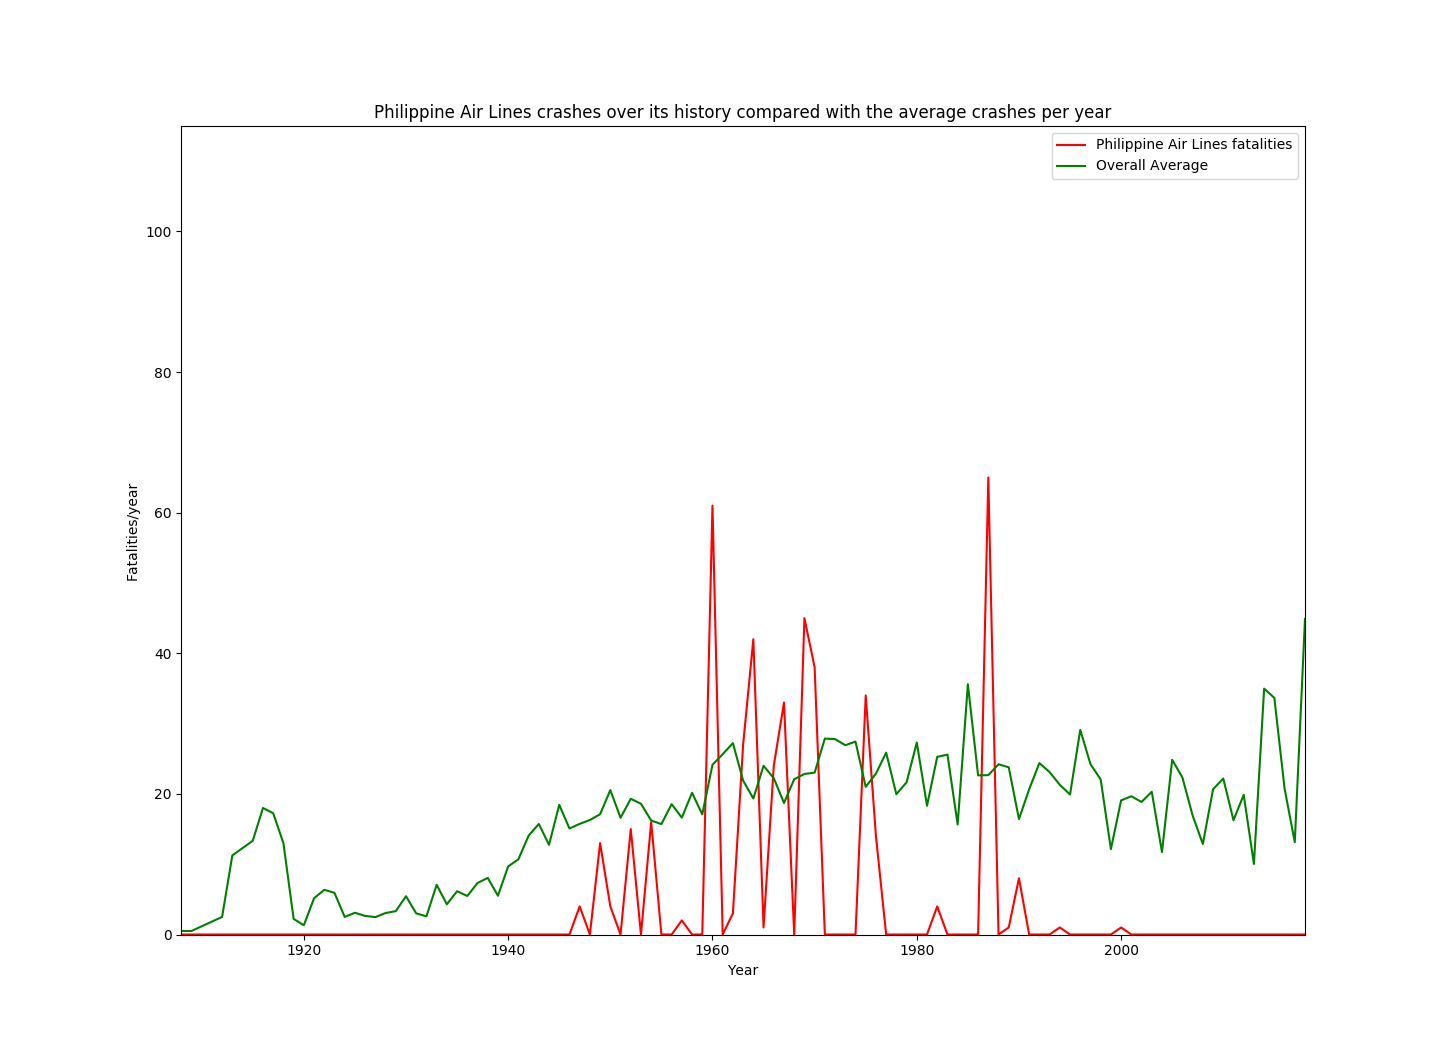 Philippine Air Lines crashes over its history compared with the average crashes per year
Philippine Air Lines fatalities
Overall Average
100
80
60
40
20
0
Fatalities/year
1920
1940
1960
1980
2000
Year